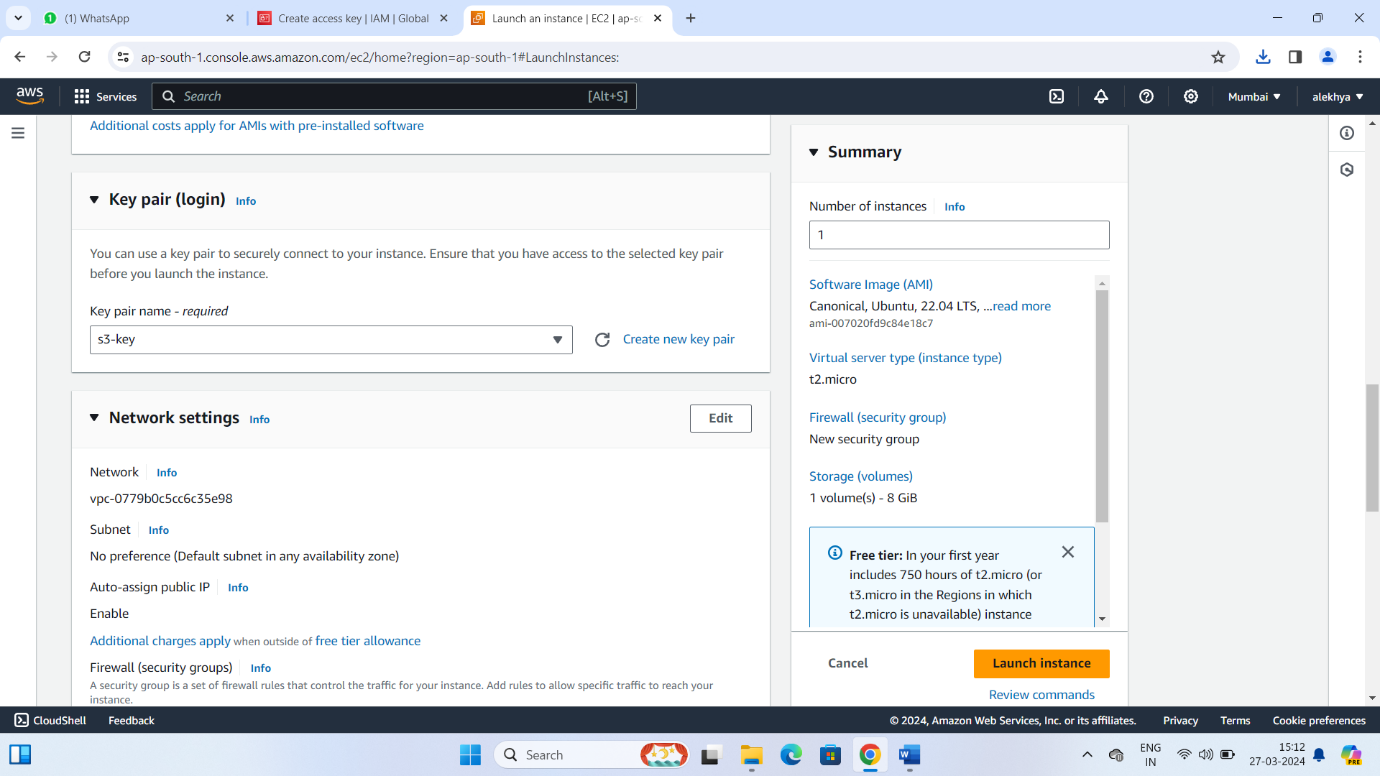 (1) WhatsApp
Create access key | IAM | Global
Launch an instance | EC2 | ap-so
ap-south-1.console.aws.amazon.com/ec2/home?region=ap-south-1#LaunchInstances:
aws
Services
Search
[Alt+S]
Mumbai
alekhya
Additional costs apply for AMIs with pre-installed software
Key pair (login) Info
You can use a key pair to securely connect to your instance. Ensure that you have access to the selected key pair
before you launch the instance.
Key pair name - required
s3-key
Create new key pair
Network settings Info
Edit
Network Info
vpc-0779b0c5cc6c35e98
Subnet Info
No preference (Default subnet in any availability zone)
Auto-assign public IP Info
Enable
Additional charges apply when outside of free tier allowance
Firewall (security groups) Info
A security group is a set of firewall rules that control the traffic for your instance. Add rules to allow specific traffic to reach your
instance.
Summary
Number of instances Info
1
Software Image (AMI)
Canonical, Ubuntu, 22.04 LTS, ...read more
ami-007020fd9c84e18c7
Virtual server type (instance type)
t2.micro
Firewall (security group)
New security group
Storage (volumes)
1 volume(s) - 8 GiB
Free tier: In your first year
includes 750 hours of t2.micro (or
t3.micro in the Regions in which
t2.micro is unavailable) instance
Cancel
Launch instance
Review commands
CloudShell
Feedback
© 2024, Amazon Web Services, Inc. or its affiliates.
Privacy
Terms
Cookie preferences
Search
ENG
IN
15:12
27-03-2024
PRE